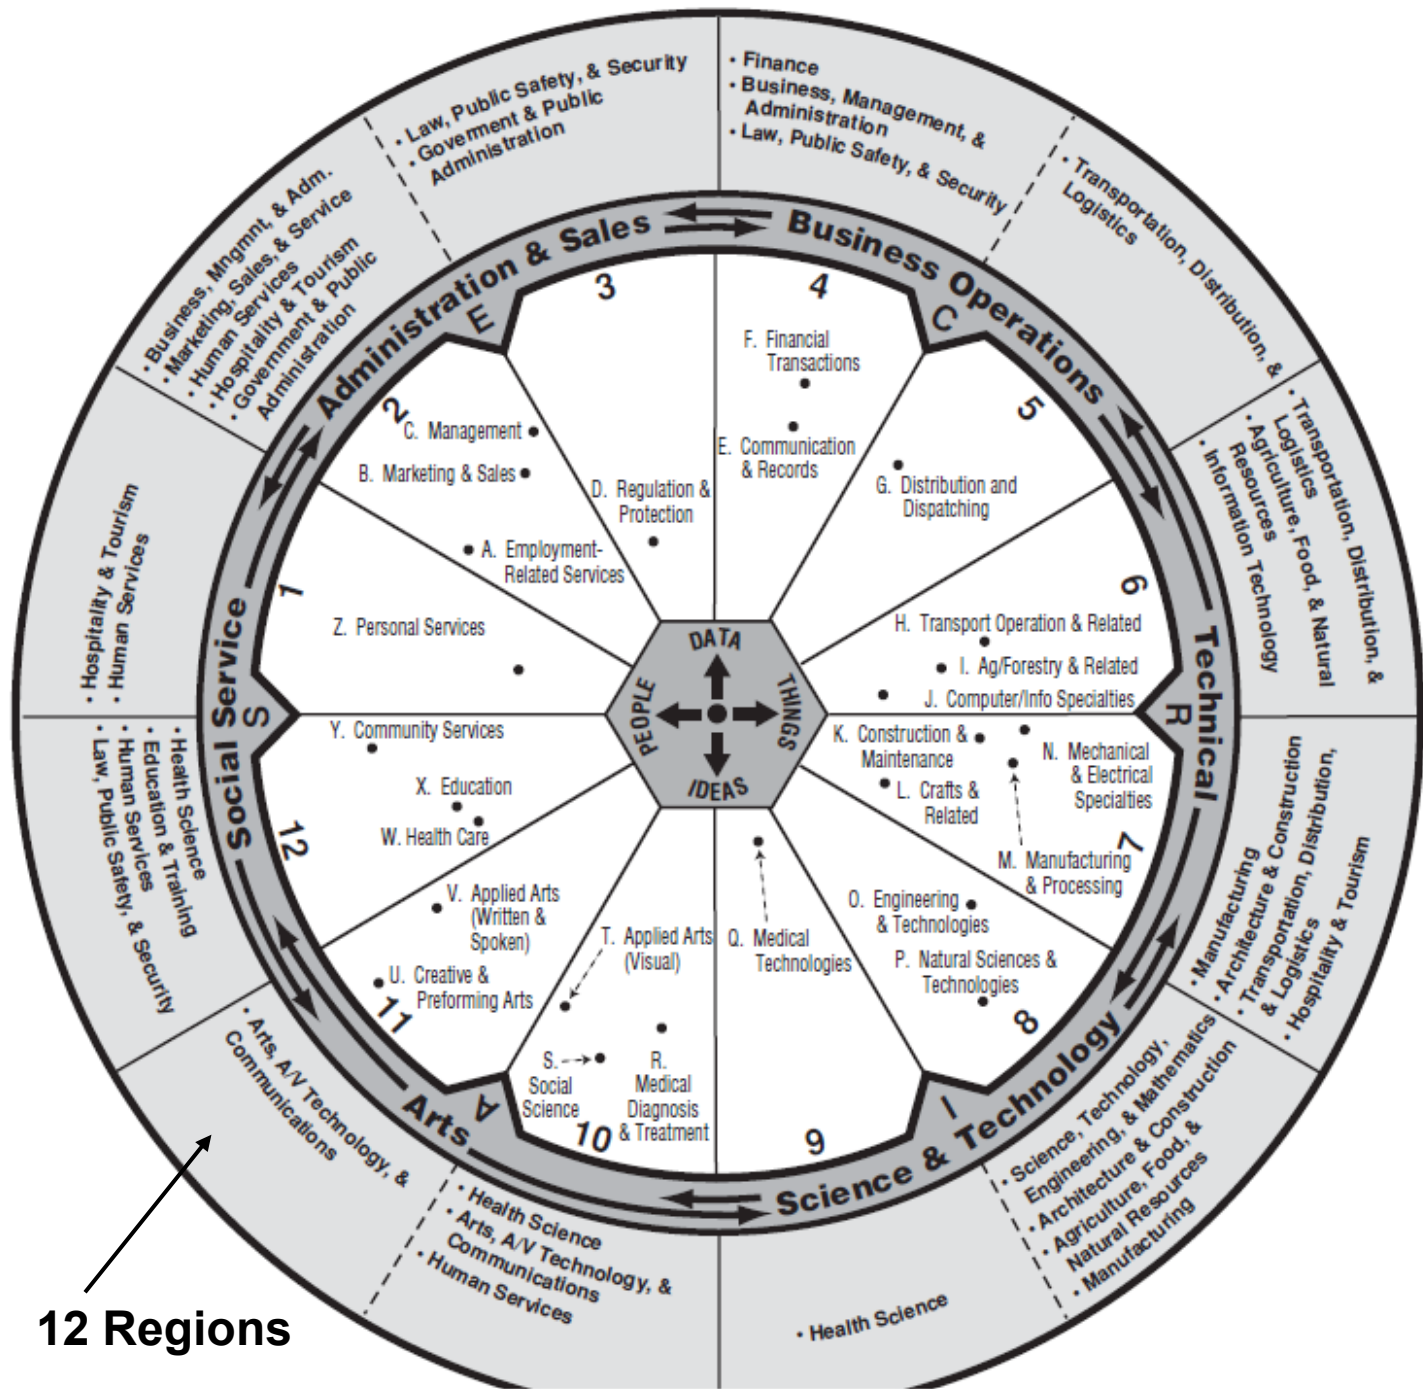 • Law, Public Safety, & Security
• Goverment & Public
Administration
• Finance
• Business, Management, &
Administration
• Law, Public Safety, & Security
• Transportation, Distribution, &
Logistics
• Transportation, Distribution, &
Logistics
• Agriculture, Food, & Natural
Resources
• Information Technology
• Manufacturing
• Architecture & Construction
• Transportation, Distribution,
& Logistics
• Hospitality & Tourism
• Science, Technology,
Engineering, & Mathematics
• Architecture & Construction
• Agriculture, Food, &
Natural Resources
• Manufacturing
• Health Science
• Health Science
• Arts, A/V Technology, &
Communications
• Human Services
• Arts, A/V Technology, &
Communications
• Health Science
• Education & Training
• Human Services
• Law, Public Safety, & Security
• Hospitality & Tourism
• Human Services
• Business, Mngmnt, & Adm.
• Marketing, Sales, & Service
• Human Services
• Hospitality & Tourism
• Government & Public
Administration
Administration & Sales
Business Operations
Technical
Science & Technology
Arts
Social Service
E
C
R
I
A
S
1
2
3
4
5
6
7
8
9
10
11
12
F. Financial
Transactions
E. Communication
& Records
G. Distribution and
Dispatching
C. Management
B. Marketing & Sales
D. Regulation &
Protection
A. Employment-
Related Services
Z. Personal Services
H. Transport Operation & Related
I. Ag/Forestry & Related
J. Computer/Info Specialties
DATA
THINGS
IDEAS
PEOPLE
Y. Community Services
X. Education
W. Health Care
K. Construction &
Maintenance
L. Crafts &
Related
N. Mechanical
& Electrical
Specialties
M. Manufacturing
& Processing
O. Engineering
& Technologies
P. Natural Sciences &
Technologies
Q. Medical
Technologies
V. Applied Arts
(Written &
Spoken)
U. Creative &
Preforming Arts
T. Applied Arts
(Visual)
S.
Social
Science
R.
Medical
Diagnosis
& Treatment
12 Regions